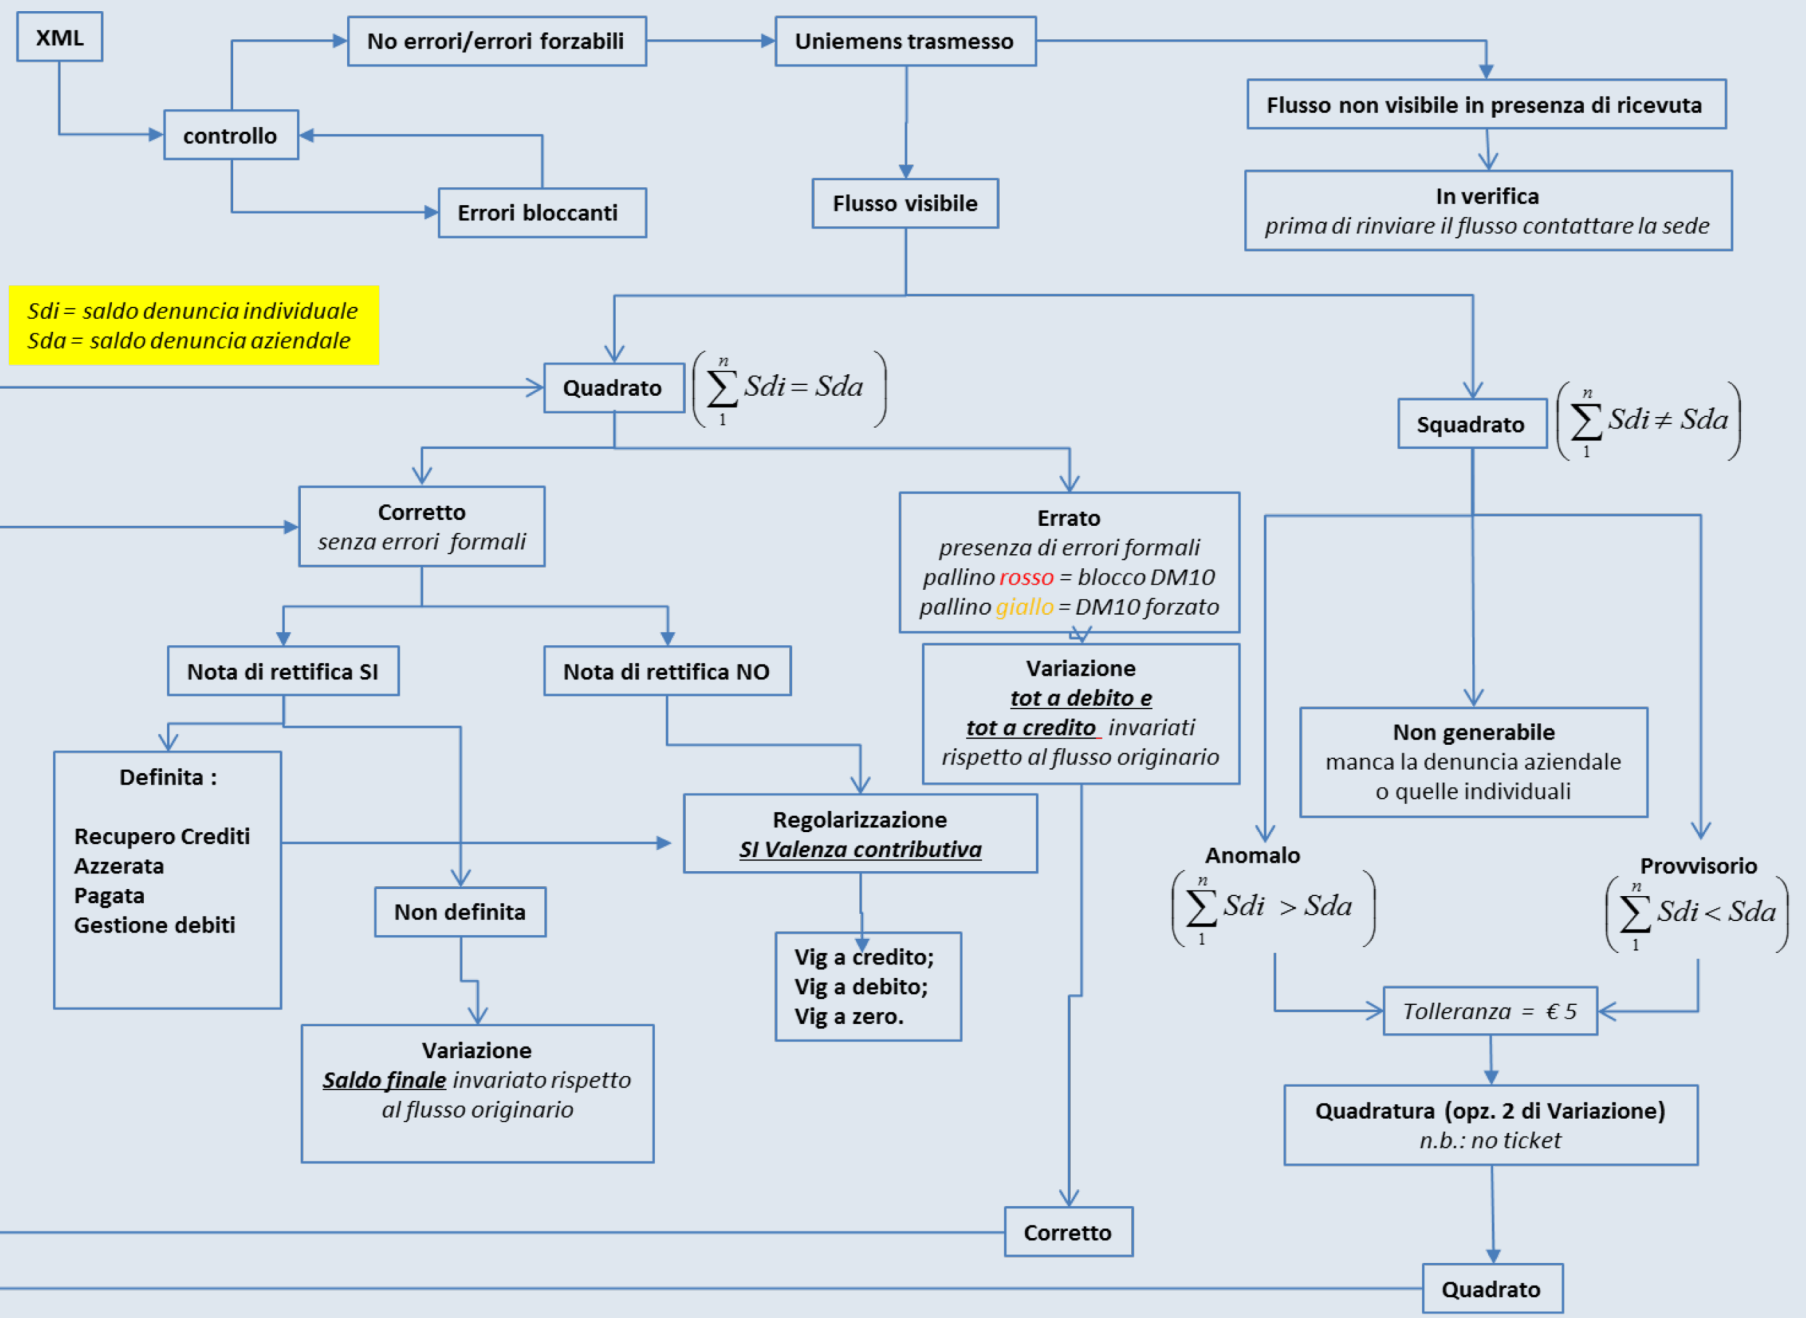 XML
No errori/errori forzabili
Uniemens trasmesso
Flusso non visibile in presenza di ricevuta
controllo
Errori bloccanti
Flusso visibile
In verifica
prima di rinviare il flusso contattare la sede
Sdi = saldo denuncia individuale
Sda = saldo denuncia aziendale
Quadrato
(∑ n 1 Sdi = Sda)
Squadrato
(∑ n 1 Sdi ≠ Sda)
Corretto
senza errori formali
Errato
presenza di errori formali
pallino rosso = blocco DM10
pallino giallo = DM10 forzato
Nota di rettifica SI
Nota di rettifica NO
Variazione
tot a debito e
tot a credito invariati
rispetto al flusso originario
Non generabile
manca la denuncia aziendale
o quelle individuali
Definita :
Recupero Crediti
Azzerata
Pagata
Gestione debiti
Regolarizzazione
SI Valenza contributiva
Anomalo
(∑ n 1 Sdi > Sda)
Provvisorio
(∑ n 1 Sdi < Sda)
Non definita
Vig a credito;
Vig a debito;
Vig a zero.
Tolleranza = € 5
Variazione
Saldo finale invariato rispetto
al flusso originario
Quadratura (opz. 2 di Variazione)
n.b.: no ticket
Corretto
Quadrato